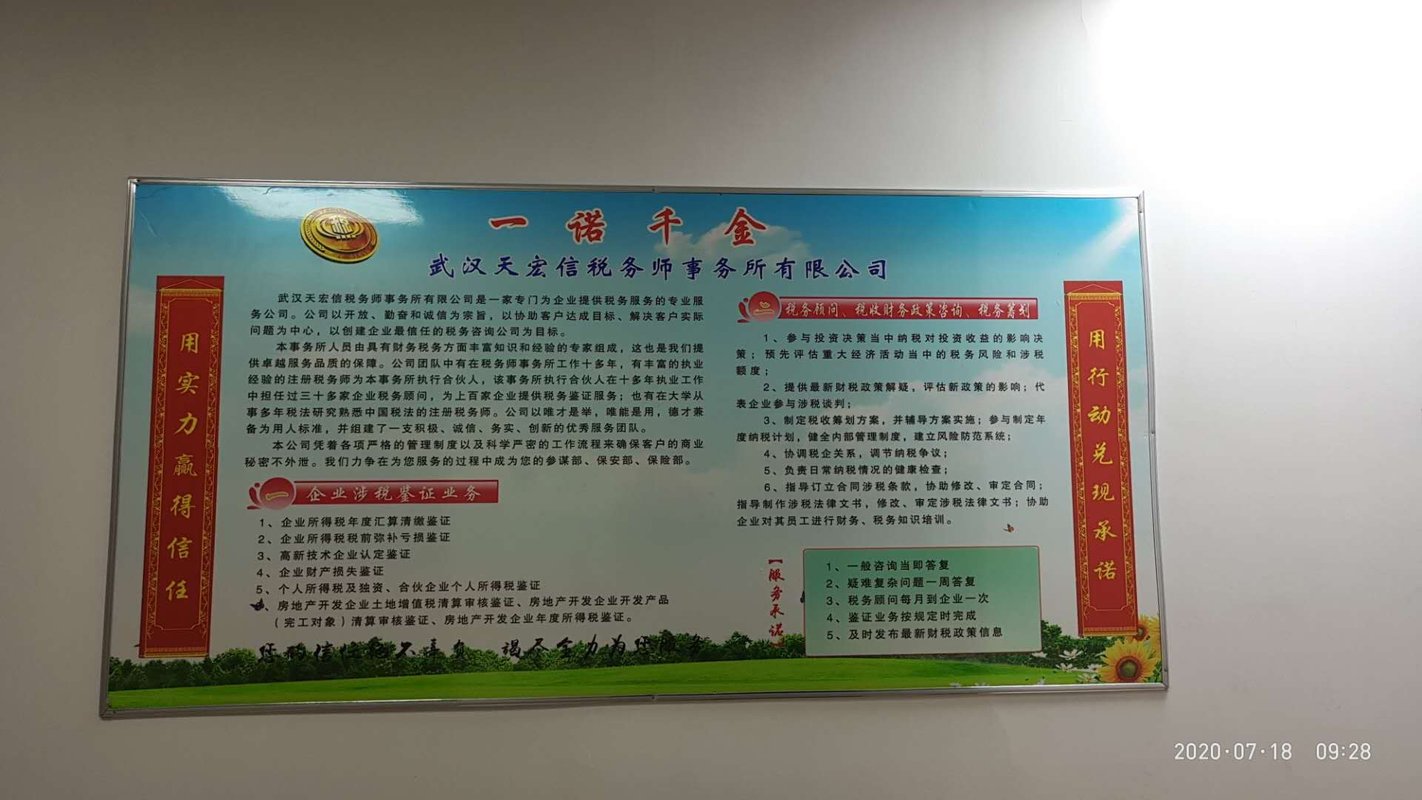 一诺千金
武汉天宏信税务师事务所有限公司
用实力赢得信任
武汉天宏信税务师事务所有限公司是一家专门为企业提供税务服务的专业服
务公司。公司以开放、勤奋和诚信为宗旨，以协助客户达成目标、解决客户实际
问题为中心，以创建企业最信任的税务咨询公司为目标。
本事务所人员由具有财务税务方面丰富知识和经验的专家组成，这也是我们提
供卓越服务品质的保障。公司团队中有在税务师事务所工作十多年，有丰富的执业
经验的注册税务师为本事务所执行合伙人，该事务所执行合伙人在十多年执业工作
中担任过三十多家企业税务顾问，为上百家企业提供税务鉴证服务；也有在大学从
事多年税法研究熟悉中国税法的注册税务师。公司以唯才是举，唯能是用，德才兼
备为用人标准，并组建了一支积极、诚信、务实、创新的优秀服务团队。
本公司凭着各项严格的管理制度以及科学严密的工作流程来确保客户的商业
秘密不外泄。我们力争在为您服务的过程中成为您的参谋部、保安部、保险部。
一 企业涉税鉴证业务
1、企业所得税年度汇算清缴鉴证
2、企业所得税税前弥补亏损鉴证
3、高新技术企业认定鉴证
4、企业财产损失鉴证
5、个人所得税及独资、合伙企业个人所得税鉴证
、房地产开发企业土地增值税清算审核鉴证、房地产开发企业开发产品
（完工对象）清算审核鉴证、房地产开发企业年度所得税鉴证。
二 税务顾问、税收财务政策咨询、税务筹划
1、参与投资决策当中纳税对投资收益的影响决
策；预先评估重大经济活动当中的税务风险和涉税
额度；
2、提供最新财税政策解疑，评估新政策的影响；代
表企业参与涉税谈判；
3、制定税收筹划方案，并辅导方案实施；参与制定年
度纳税计划，健全内部管理制度，建立风险防范系统；
4、协调税企关系，调节纳税争议；
5、负责日常纳税情况的健康检查；
6、指导订立合同涉税条款，协助修改、审定合同；
指导制作涉税法律文书，修改、审定涉税法律文书；协助
企业对其员工进行财务、税务知识培训。
【服务承诺】
1、一般咨询当即答复
2、疑难复杂问题一周答复
3、税务顾问每月到企业一次
4、鉴证业务按规定时完成
5、及时发布最新财税政策信息
用行动兑现承诺
2020·07·18 09:28